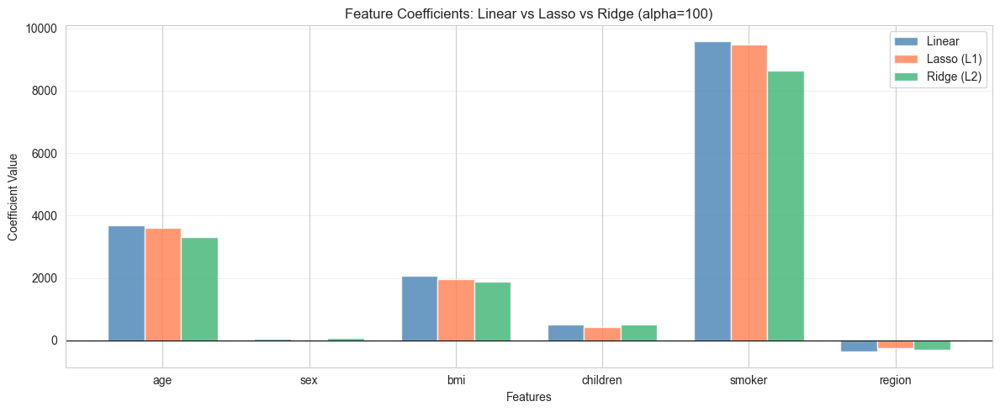 Feature Coefficients: Linear vs Lasso vs Ridge (alpha=100)
Linear
Lasso (L1)
Ridge (L2)
Coefficient Value
10000
8000
6000
4000
2000
0
age
sex
bmi
children
smoker
region
Features